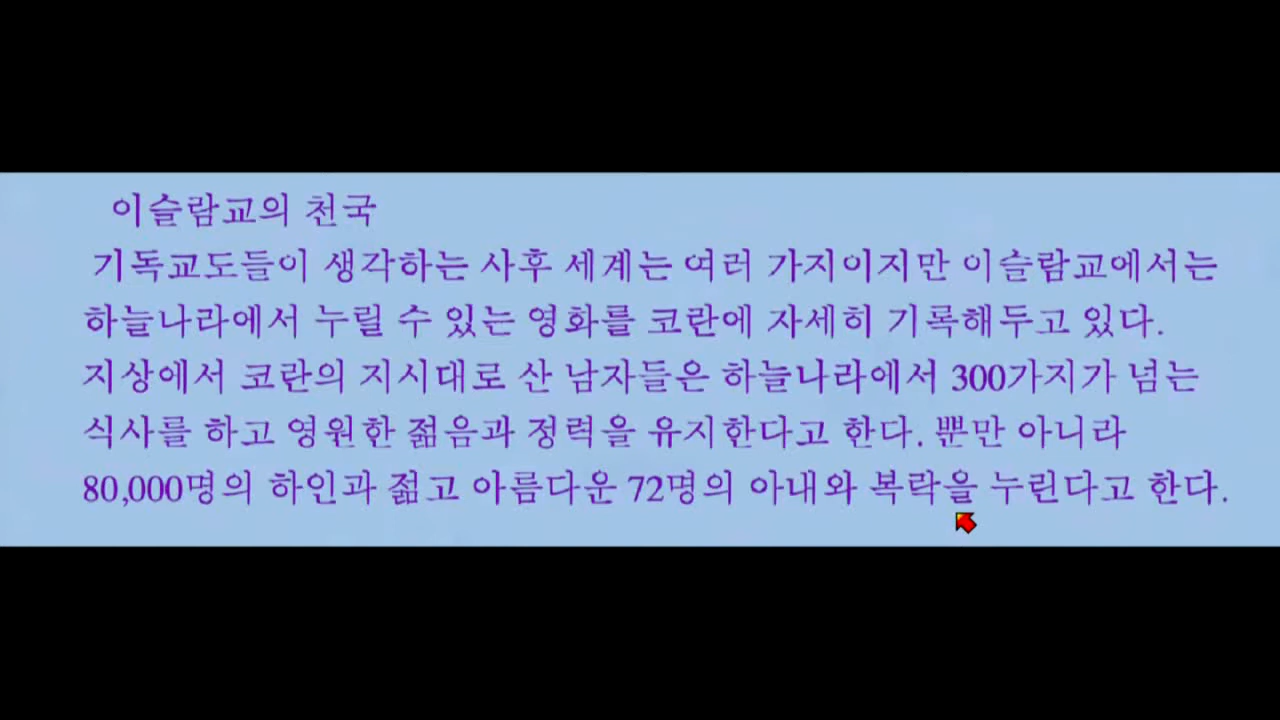 이슬람교의 천국
기독교도들이 생각하는 사후 세계는 여러 가지이지만 이슬람교에서는
하늘나라에서 누릴 수 있는 영화를 코란에 자세히 기록해두고 있다.
지상에서 코란의 지시대로 산 남자들은 하늘나라에서 300가지가 넘는
식사를 하고 영원한 젊음과 정력을 유지한다고 한다. 뿐만 아니라
80,000명의 하인과 젊고 아름다운 72명의 아내와 복락을 누린다고 한다.